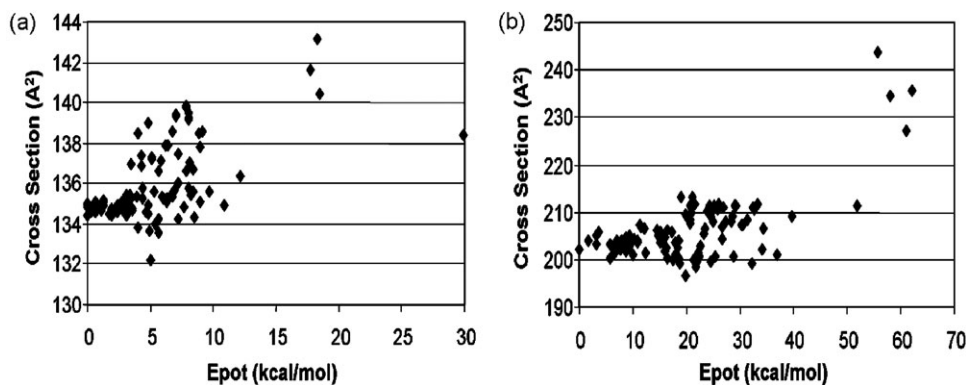 (a)
Cross Section (A²)
144
142
140
138
136
134
132
130
0 5 10 15 20 25 30
Epot (kcal/mol)
(b)
Cross Section (A²)
250
240
230
220
210
200
190
0 10 20 30 40 50 60 70
Epot (kcal/mol)